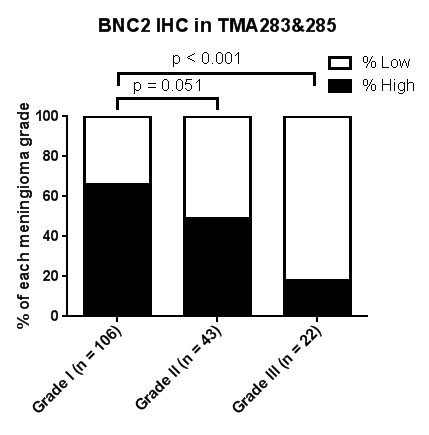 BNC2 IHC in TMA283&285
p < 0.001
p = 0.051
% Low
% High
% of each meningioma grade
100
80
60
40
20
0
Grade I (n = 106)
Grade II (n = 43)
Grade III (n = 22)